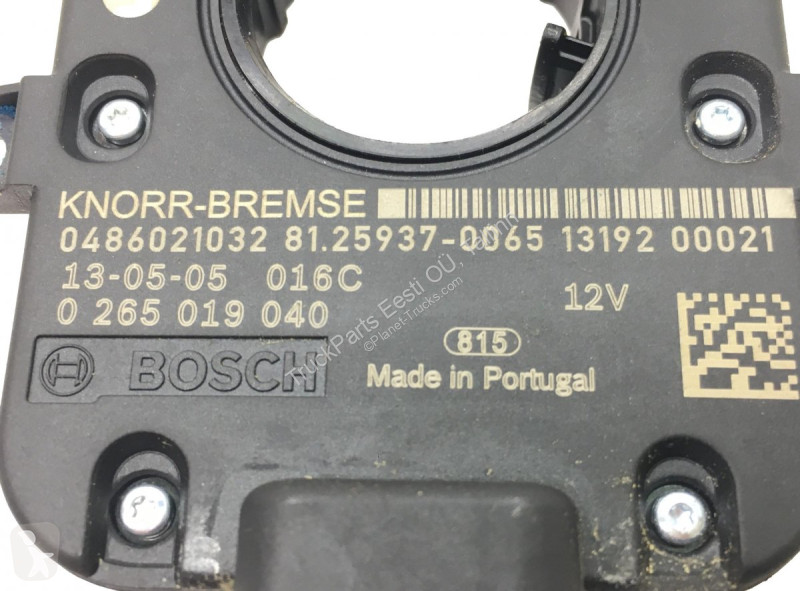 KNORR-BREMSE
0486021032 81.25937-0065 13192 00021
13-05-05 016C
12V
0 265 019 040
815
BOSCH
Made in Portugal
TruckParts Eesti OÜ, Tallinn
©Planet-Trucks.com